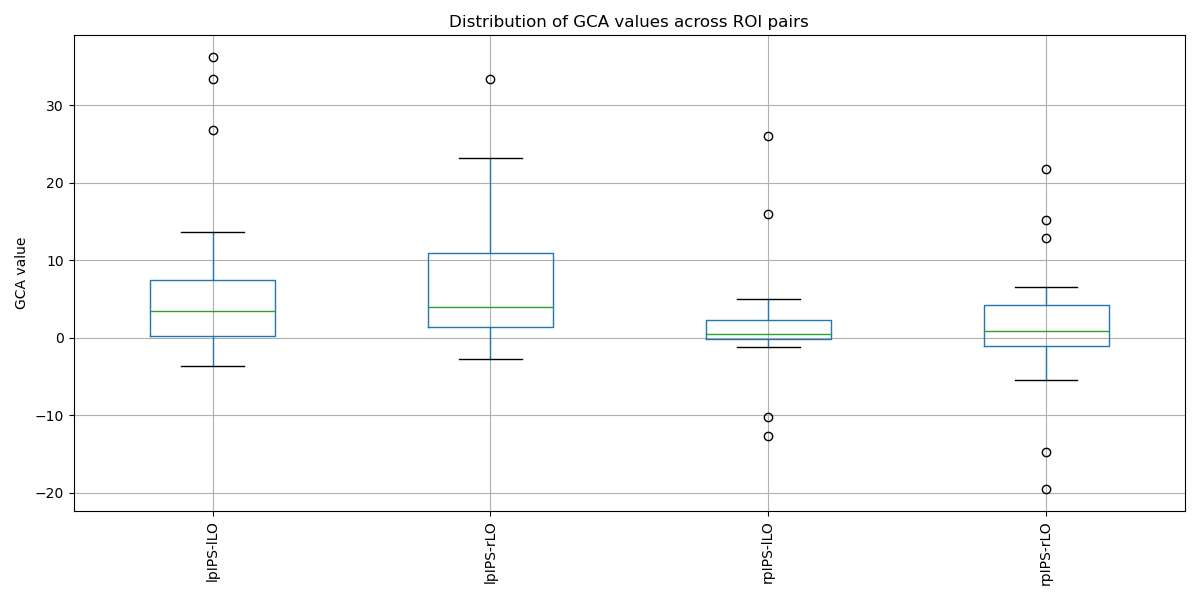 Distribution of GCA values across ROI pairs
GCA value
30
20
10
0
−10
−20
lpIPS-lLO
lpIPS-rLO
rpIPS-lLO
rpIPS-rLO